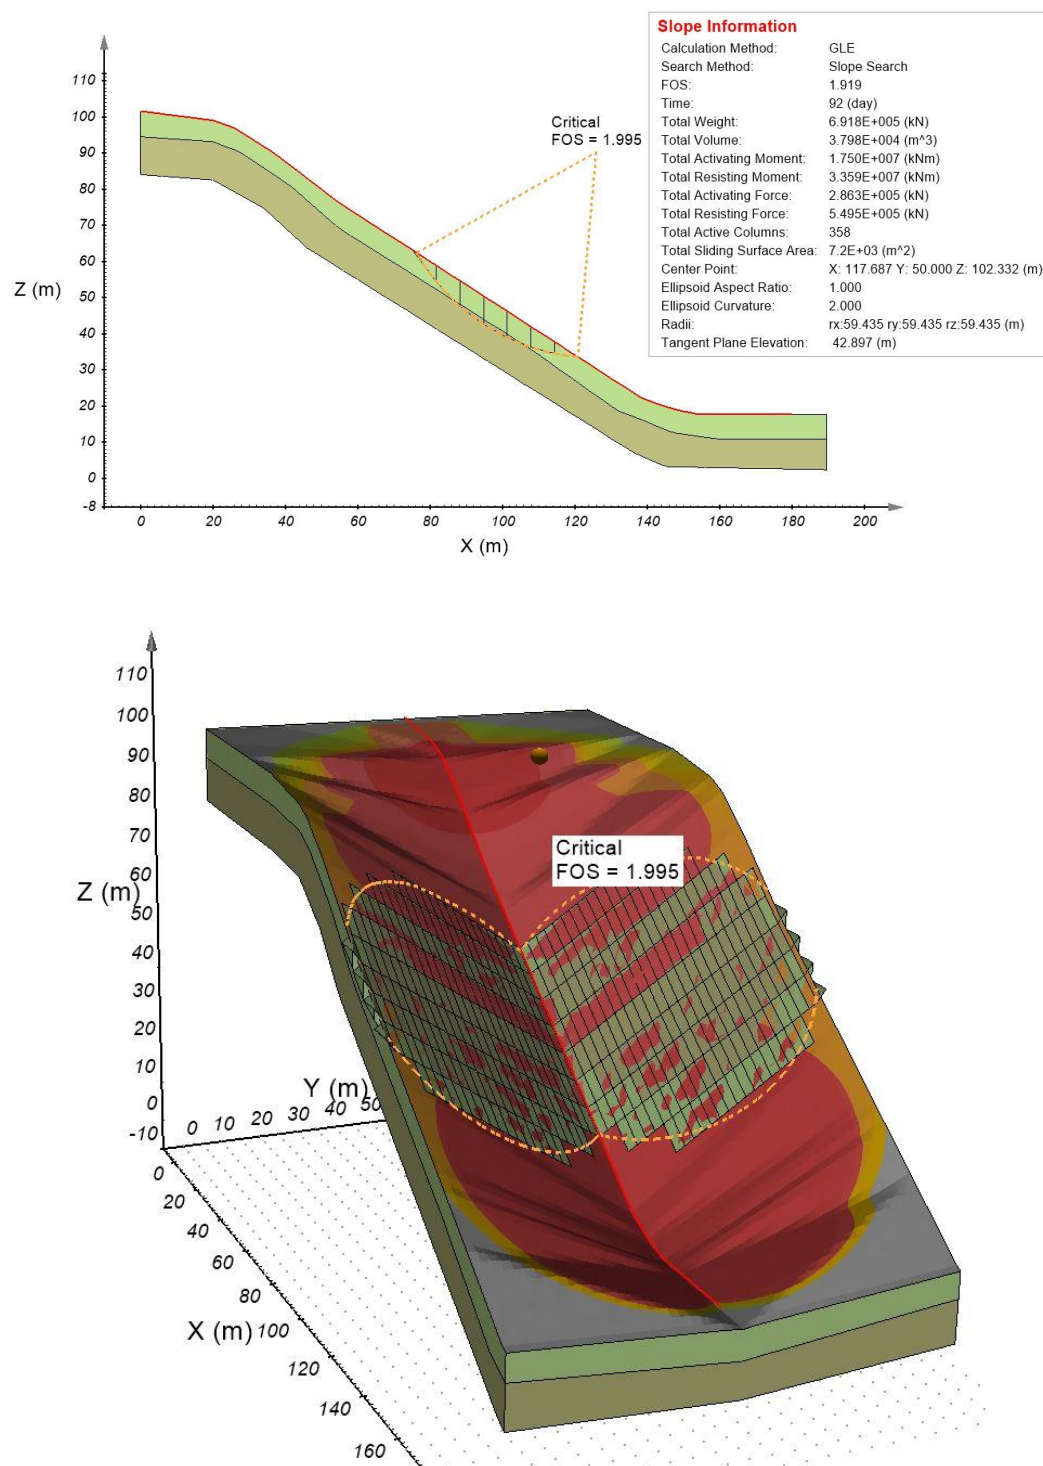 Slope Information
Calculation Method: GLE
Search Method: Slope Search
FOS: 1.919
Time: 92 (day)
Total Weight: 6.918E+005 (kN)
Total Volume: 3.798E+004 (m^3)
Total Activating Moment: 1.750E+007 (kNm)
Total Resisting Moment: 3.359E+007 (kNm)
Total Activating Force: 2.863E+005 (kN)
Total Resisting Force: 5.495E+005 (kN)
Total Active Columns: 358
Total Sliding Surface Area: 7.2E+03 (m^2)
Center Point: X: 117.687 Y: 50.000 Z: 102.332 (m)
Ellipsoid Aspect Ratio: 1.000
Ellipsoid Curvature: 2.000
Radii: rx:59.435 ry:59.435 rz:59.435 (m)
Tangent Plane Elevation: 42.897 (m)
Critical
FOS = 1.995
110
100
90
80
70
60
50
40
30
20
10
0
-8
Z (m)
0 20 40 60 80 100 120 140 160 180 200
X (m)
110
100
90
80
70
60
50
40
30
20
10
0
-10
Z (m)
Critical
FOS = 1.995
Y (m)
0 10 20 30 40 50
0
20
40
60
80
100
120
140
160
X (m)